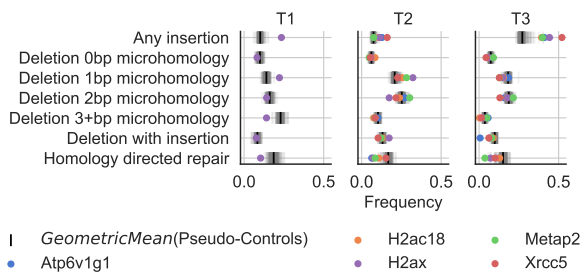 T1 T2 T3
Any insertion
Deletion 0bp microhomology
Deletion 1bp microhomology
Deletion 2bp microhomology
Deletion 3+bp microhomology
Deletion with insertion
Homology directed repair
0.0 0.5 0.0 0.5 0.0 0.5
Frequency
GeometricMean(Pseudo-Controls) H2ac18 Metap2
Atp6v1g1 H2ax Xrcc5